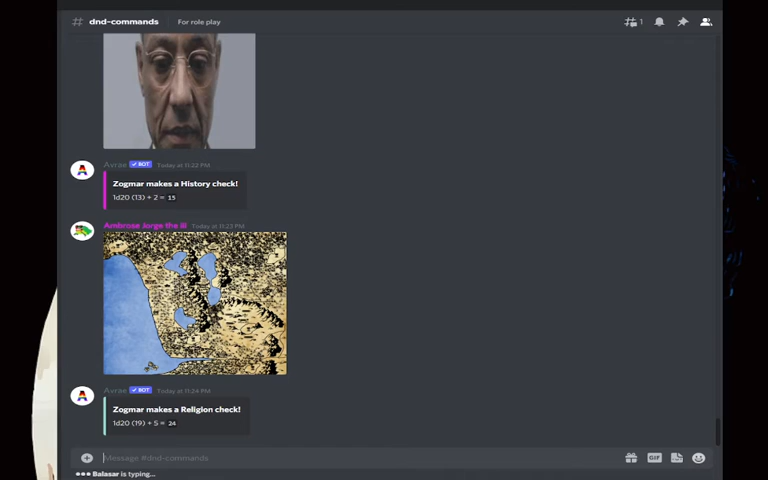 # dnd-commands For role play 1
Avrae ✓ BOT Today at 11:22 PM
Zogmar makes a History check!
1d20 (13) + 2 = 15
Ambrose Jorge the III Today at 11:23 PM
Avrae ✓ BOT Today at 11:24 PM
Zogmar makes a Religion check!
1d20 (19) + 5 = 24
Message #dnd-commands GIF
Balasar is typing...